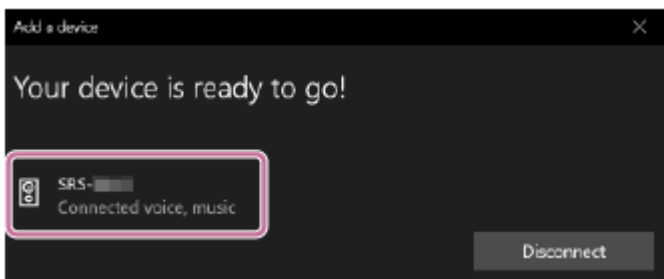 Add a device
Your device is ready to go!
SRS-
Connected voice, music
Disconnect